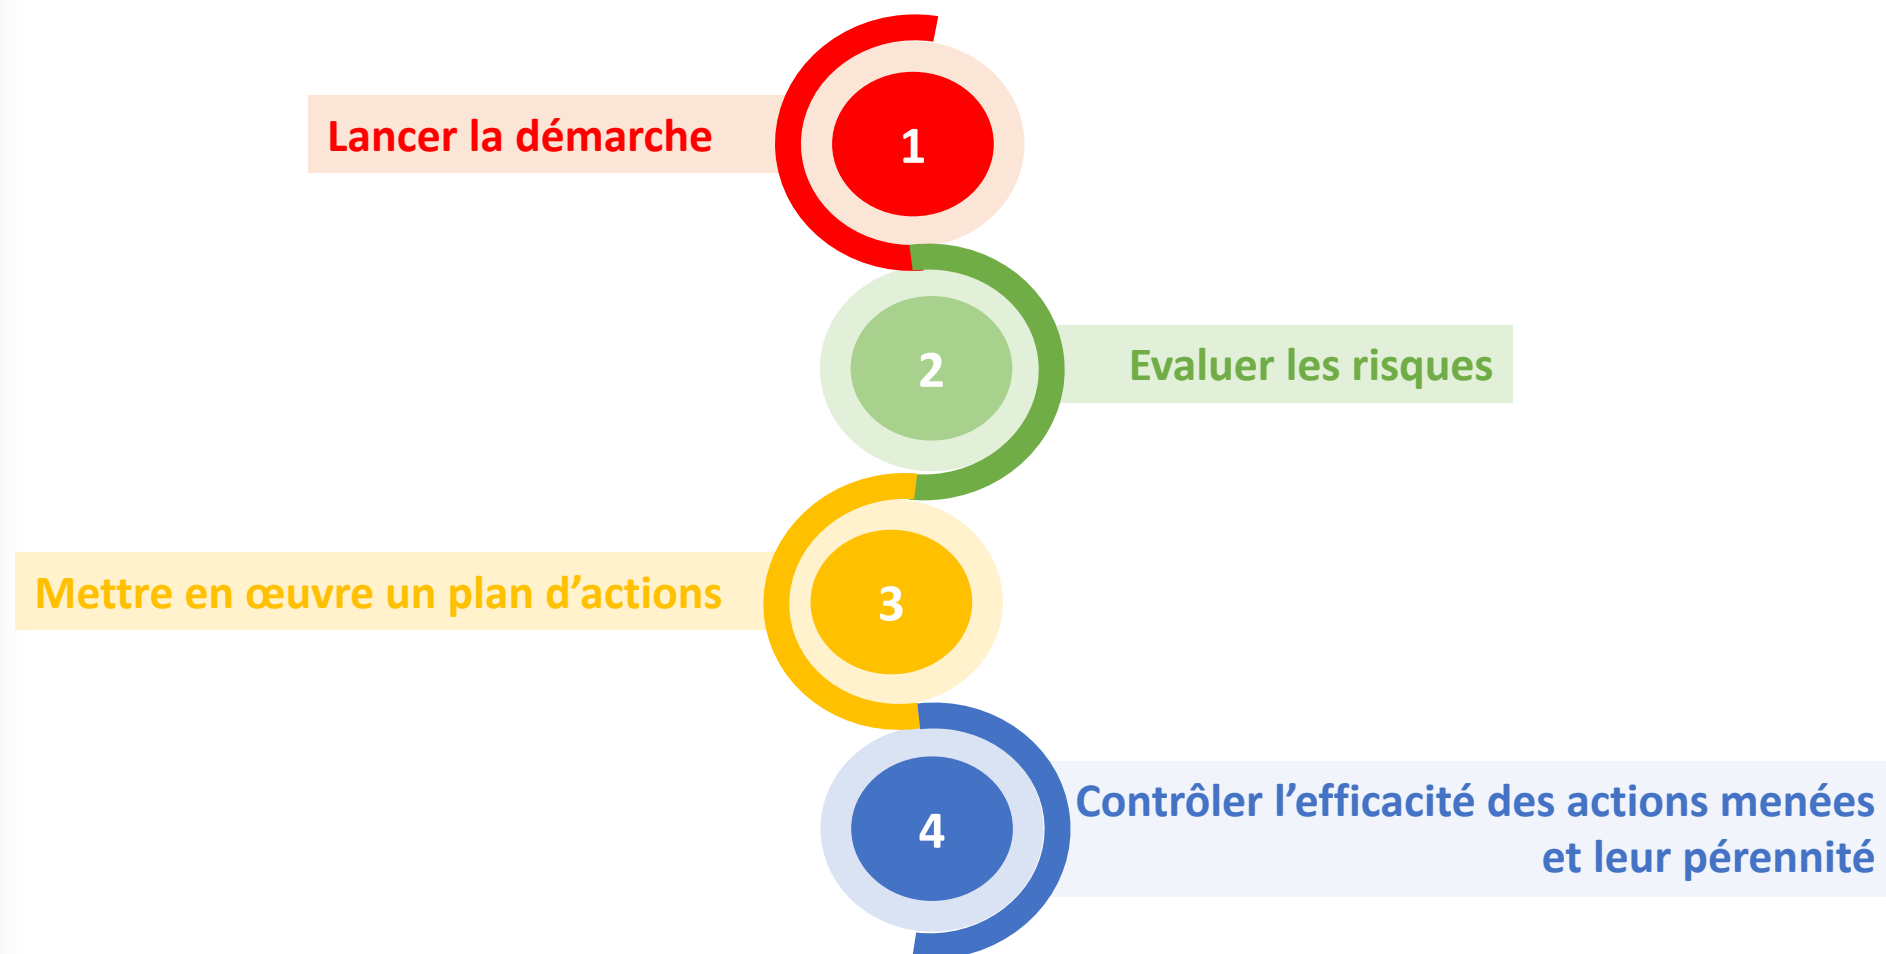 Lancer la démarche
1
2
Evaluer les risques
Mettre en œuvre un plan d’actions
3
4
Contrôler l’efficacité des actions menées
et leur pérennité